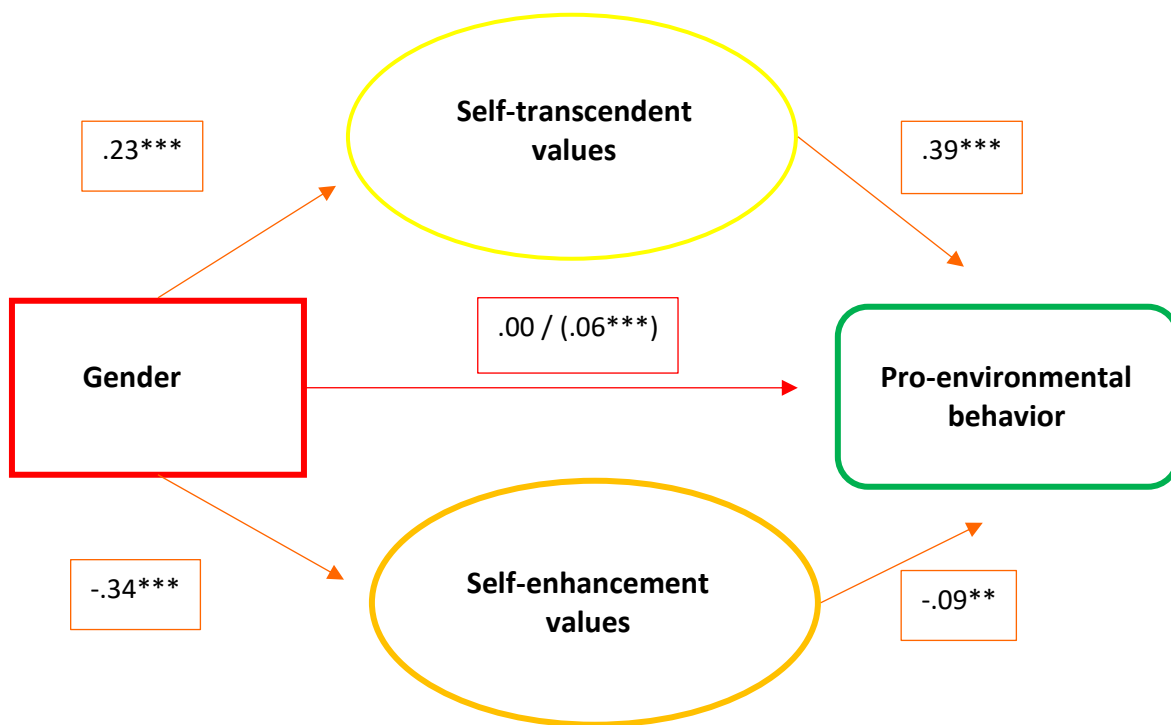 Self-transcendent
values
.23***
.39***
.00 / (.06***)
Gender
Pro-environmental
behavior
-.34***
Self-enhancement
values
-.09**